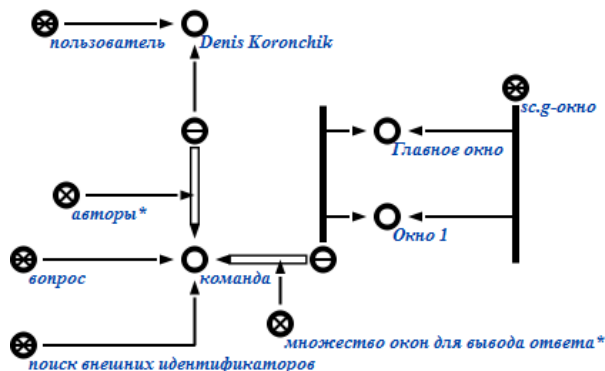 пользователь
Denis Koronchik
sc.g-окно
Главное окно
авторы*
Окно 1
вопрос
команда
множество окон для вывода ответа*
поиск внешних идентификаторов